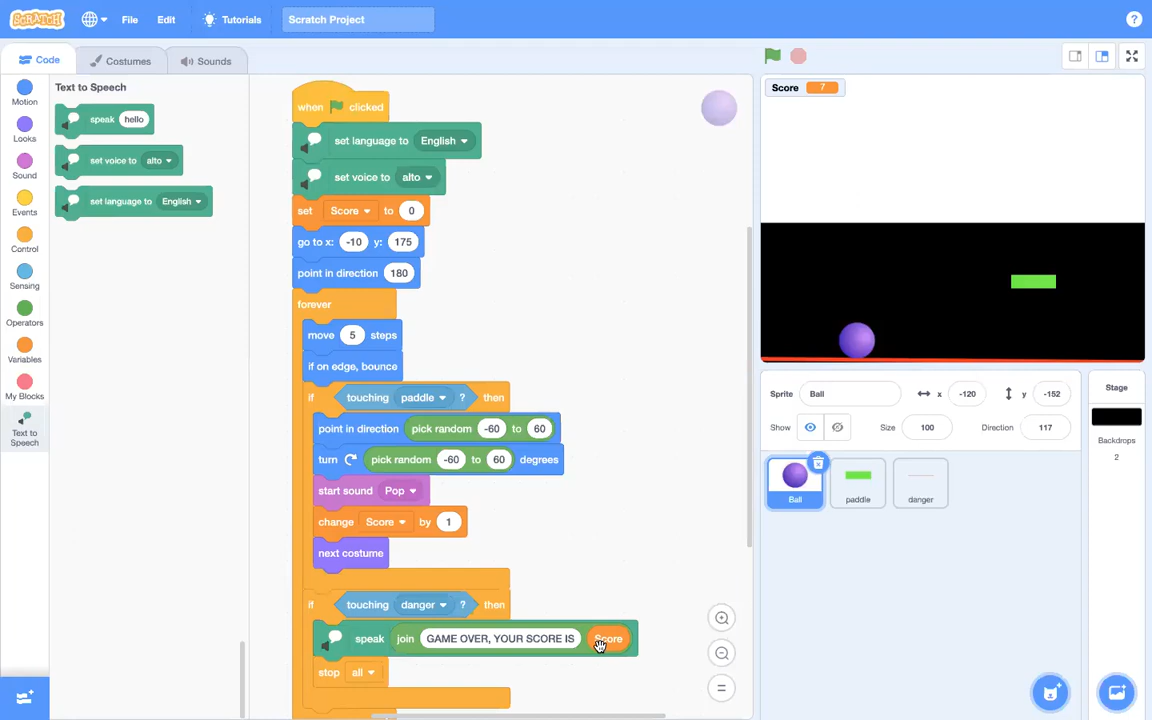 SCRATCH File Edit Tutorials Scratch Project ?
Code Costumes Sounds
Motion
Looks
Sound
Events
Control
Sensing
Operators
Variables
My Blocks
Text to
Speech
Text to Speech
speak hello
set voice to alto
set language to English
when clicked
set language to English
set voice to alto
set Score to 0
go to x: -10 y: 175
point in direction 180
forever
move 5 steps
if on edge, bounce
if touching paddle ? then
point in direction pick random -60 to 60
turn pick random -60 to 60 degrees
start sound Pop
change Score by 1
next costume
if touching danger ? then
speak join GAME OVER, YOUR SCORE IS Score
stop all
Score 7
Sprite Ball x -120 y -152
Show Size 100 Direction 117
Ball paddle danger
Stage
Backdrops
2